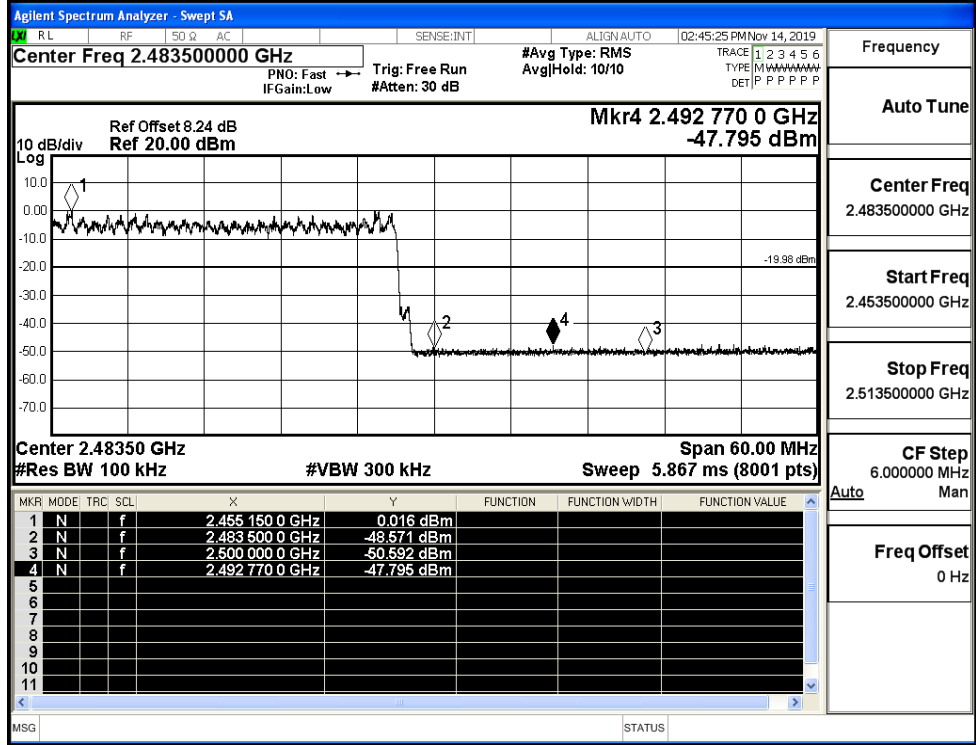 Agilent Spectrum Analyzer - Swept SA
LXI RL RF 50 Ω AC SENSE:INT ALIGN AUTO 02:45:25 PM Nov 14, 2019
Center Freq 2.483500000 GHz
PNO: Fast
IFGain:Low
Trig: Free Run
#Atten: 30 dB
#Avg Type: RMS
Avg|Hold: 10/10
TRACE 1 2 3 4 5 6
TYPE M
DET P P P P P P
Frequency
Auto Tune
Center Freq
2.483500000 GHz
Start Freq
2.453500000 GHz
Stop Freq
2.513500000 GHz
CF Step
6.000000 MHz
Auto Man
Freq Offset
0 Hz
Mkr4 2.492 770 0 GHz
-47.795 dBm
Ref Offset 8.24 dB
10 dB/div Ref 20.00 dBm
Log
10.0
0.00
-10.0
-20.0
-30.0
-40.0
-50.0
-60.0
-70.0
1
2
4
3
-19.98 dBm
Center 2.48350 GHz Span 60.00 MHz
#Res BW 100 kHz #VBW 300 kHz Sweep 5.867 ms (8001 pts)
MKR MODE TRC SCL X Y FUNCTION FUNCTION WIDTH FUNCTION VALUE
1 N f 2.455 150 0 GHz 0.016 dBm
2 N f 2.483 500 0 GHz -48.571 dBm
3 N f 2.500 000 0 GHz -50.592 dBm
4 N f 2.492 770 0 GHz -47.795 dBm
5
6
7
8
9
10
11
MSG STATUS